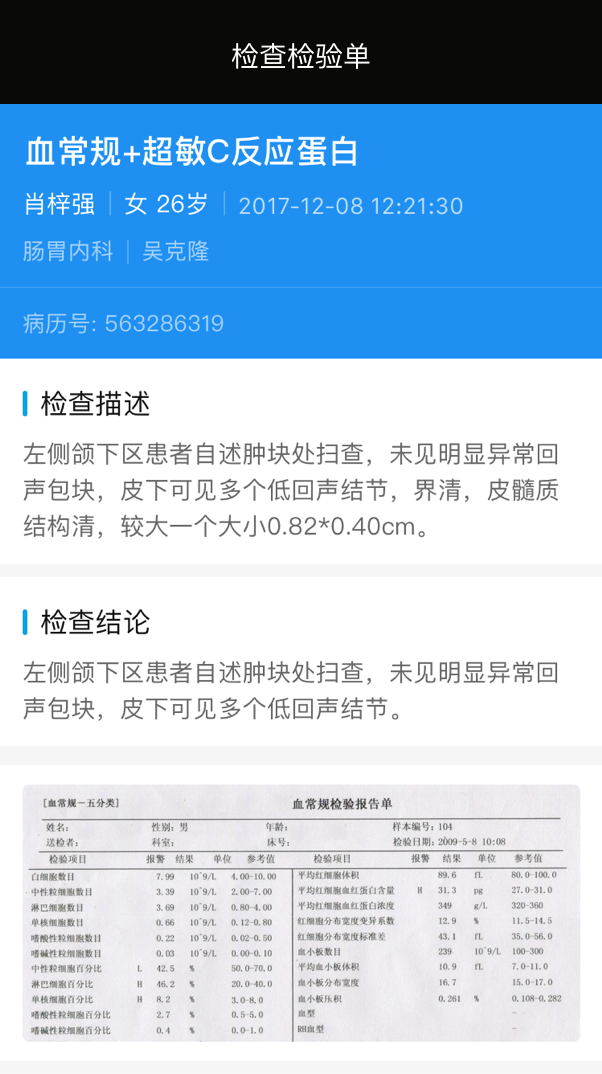 检查检验单
血常规+超敏C反应蛋白
肖梓强 女 26岁 2017-12-08 12:21:30
肠胃内科 吴克隆
病历号: 563286319
检查描述
左侧颌下区患者自述肿块处扫查，未见明显异常回
声包块，皮下可见多个低回声结节，界清，皮髓质
结构清，较大一个大小0.82*0.40cm。
检查结论
左侧颌下区患者自述肿块处扫查，未见明显异常回
声包块，皮下可见多个低回声结节。
[血常规－五分类] 血常规检验报告单
姓名: 性别: 男 年龄: 样本编号: 104
送检者: 科室: 床号: 检验日期: 2009-5-8 10:08
检验项目 报警 结果 单位 参考值 检验项目 报警 结果 单位 参考值
白细胞数目 7.99 10^9/L 4.00-10.00 平均红细胞体积 89.6 fL 80.0-100.0
中性粒细胞数目 3.39 10^9/L 2.00-7.00 平均红细胞血红蛋白含量 H 31.3 pg 27.0-31.0
淋巴细胞数目 3.69 10^9/L 0.80-4.00 平均红细胞血红蛋白浓度 349 g/L 320-360
单核细胞数目 0.66 10^9/L 0.12-0.80 红细胞分布宽度变异系数 12.9 % 11.5-14.5
嗜酸性粒细胞数目 0.22 10^9/L 0.02-0.50 红细胞分布宽度标准差 43.1 fL 35.0-56.0
嗜碱性粒细胞数目 0.03 10^9/L 0.00-0.10 血小板数目 239 10^9/L 100-300
中性粒细胞百分比 L 42.5 % 50.0-70.0 平均血小板体积 10.9 fL 7.0-11.0
淋巴细胞百分比 H 46.2 % 20.0-40.0 血小板分布宽度 16.7 15.0-17.0
单核细胞百分比 H 8.2 % 3.0-8.0 血小板压积 0.261 % 0.108-0.282
嗜酸性粒细胞百分比 2.7 % 0.5-5.0 血型 -
嗜碱性粒细胞百分比 0.4 % 0.0-1.0 RH血型 -